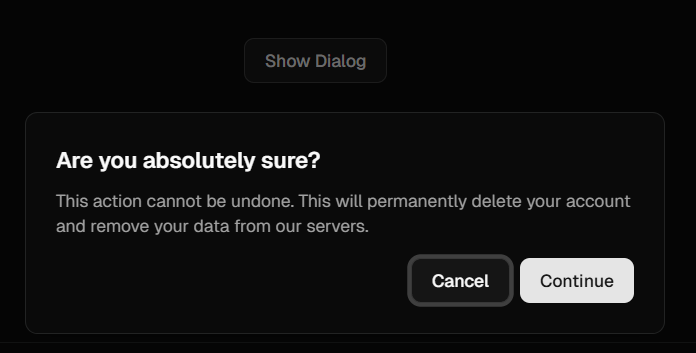 Show Dialog
Are you absolutely sure?
This action cannot be undone. This will permanently delete your account
and remove your data from our servers.
Cancel
Continue